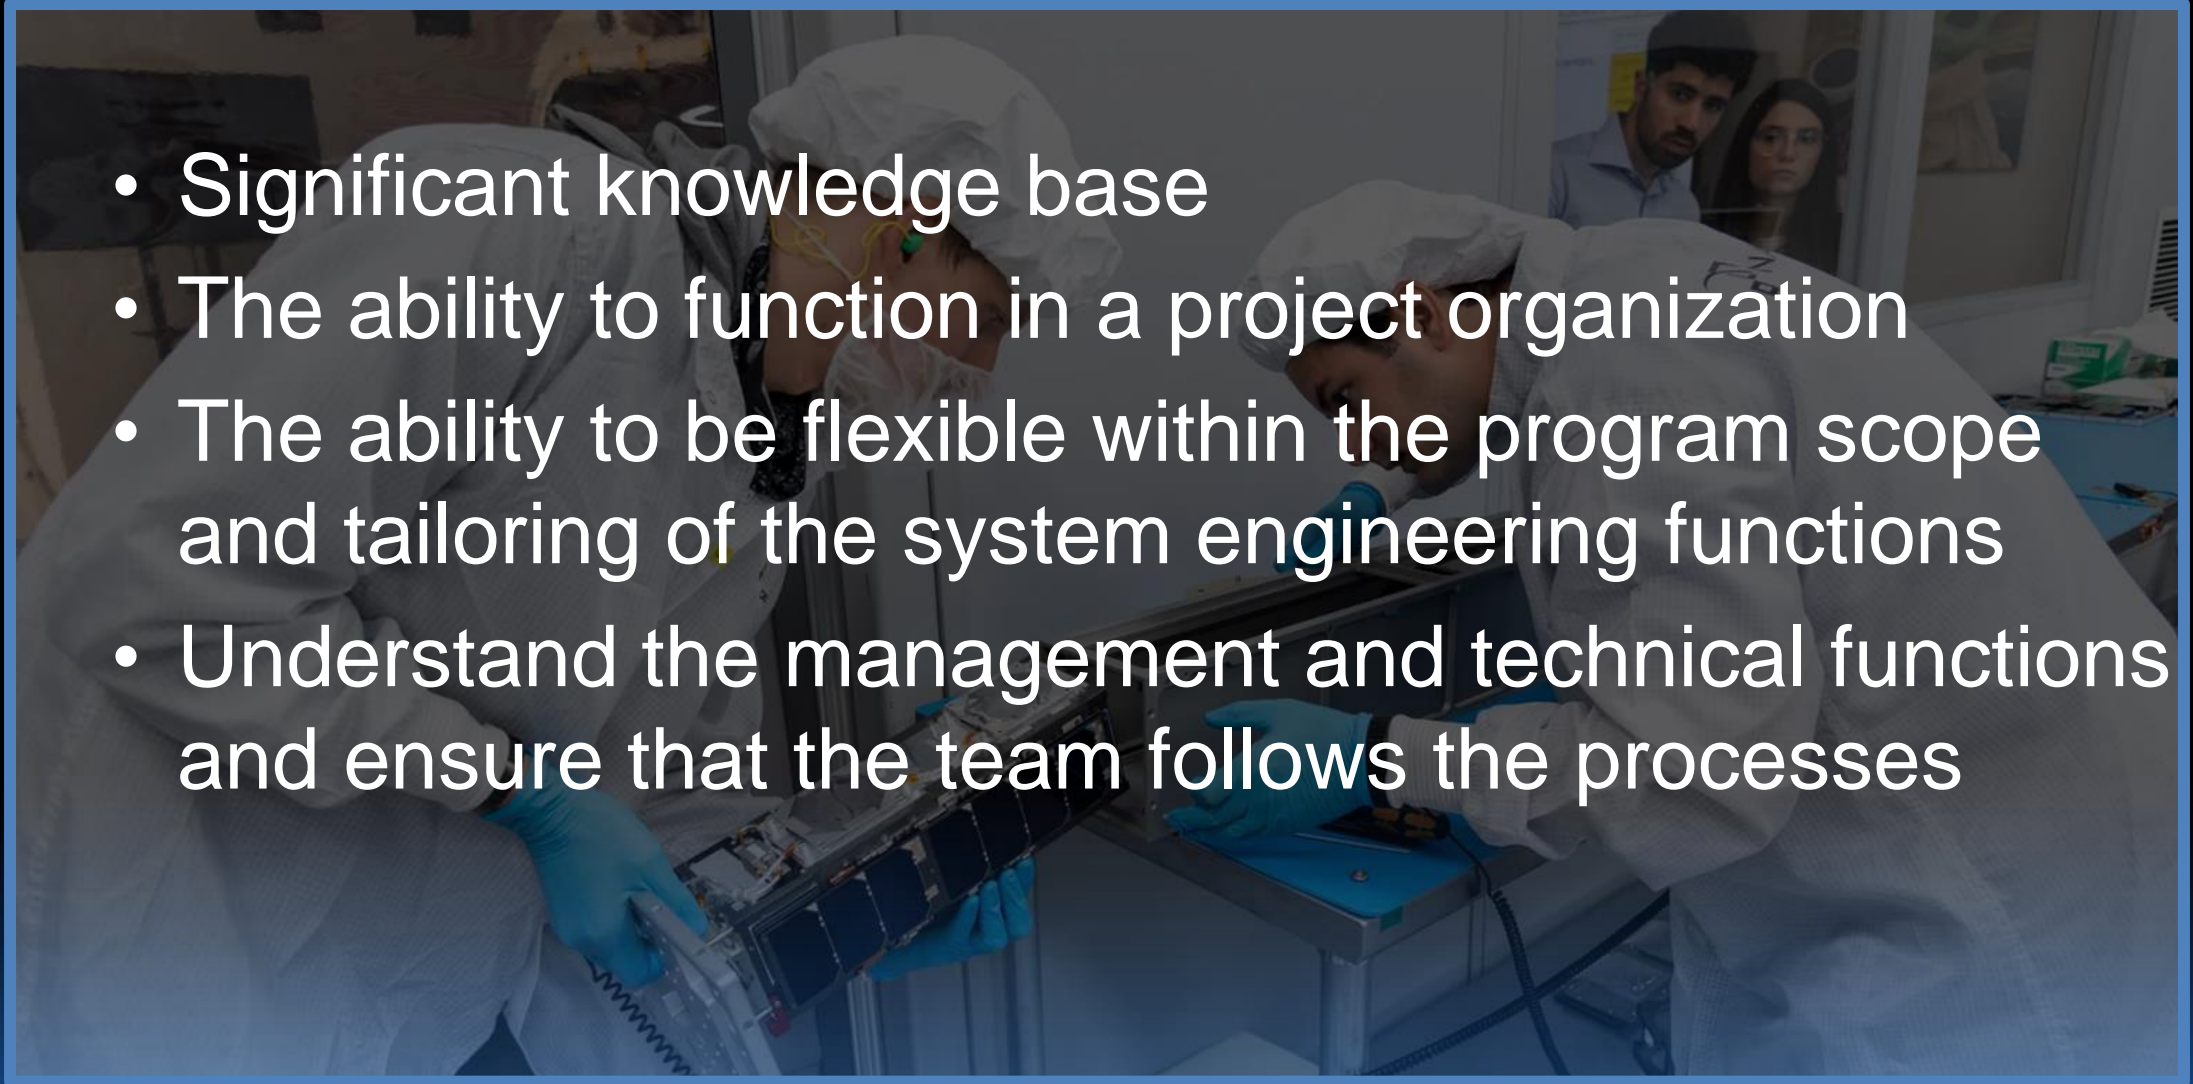 • Significant knowledge base
• The ability to function in a project organization
• The ability to be flexible within the program scope
and tailoring of the system engineering functions
• Understand the management and technical functions
and ensure that the team follows the processes